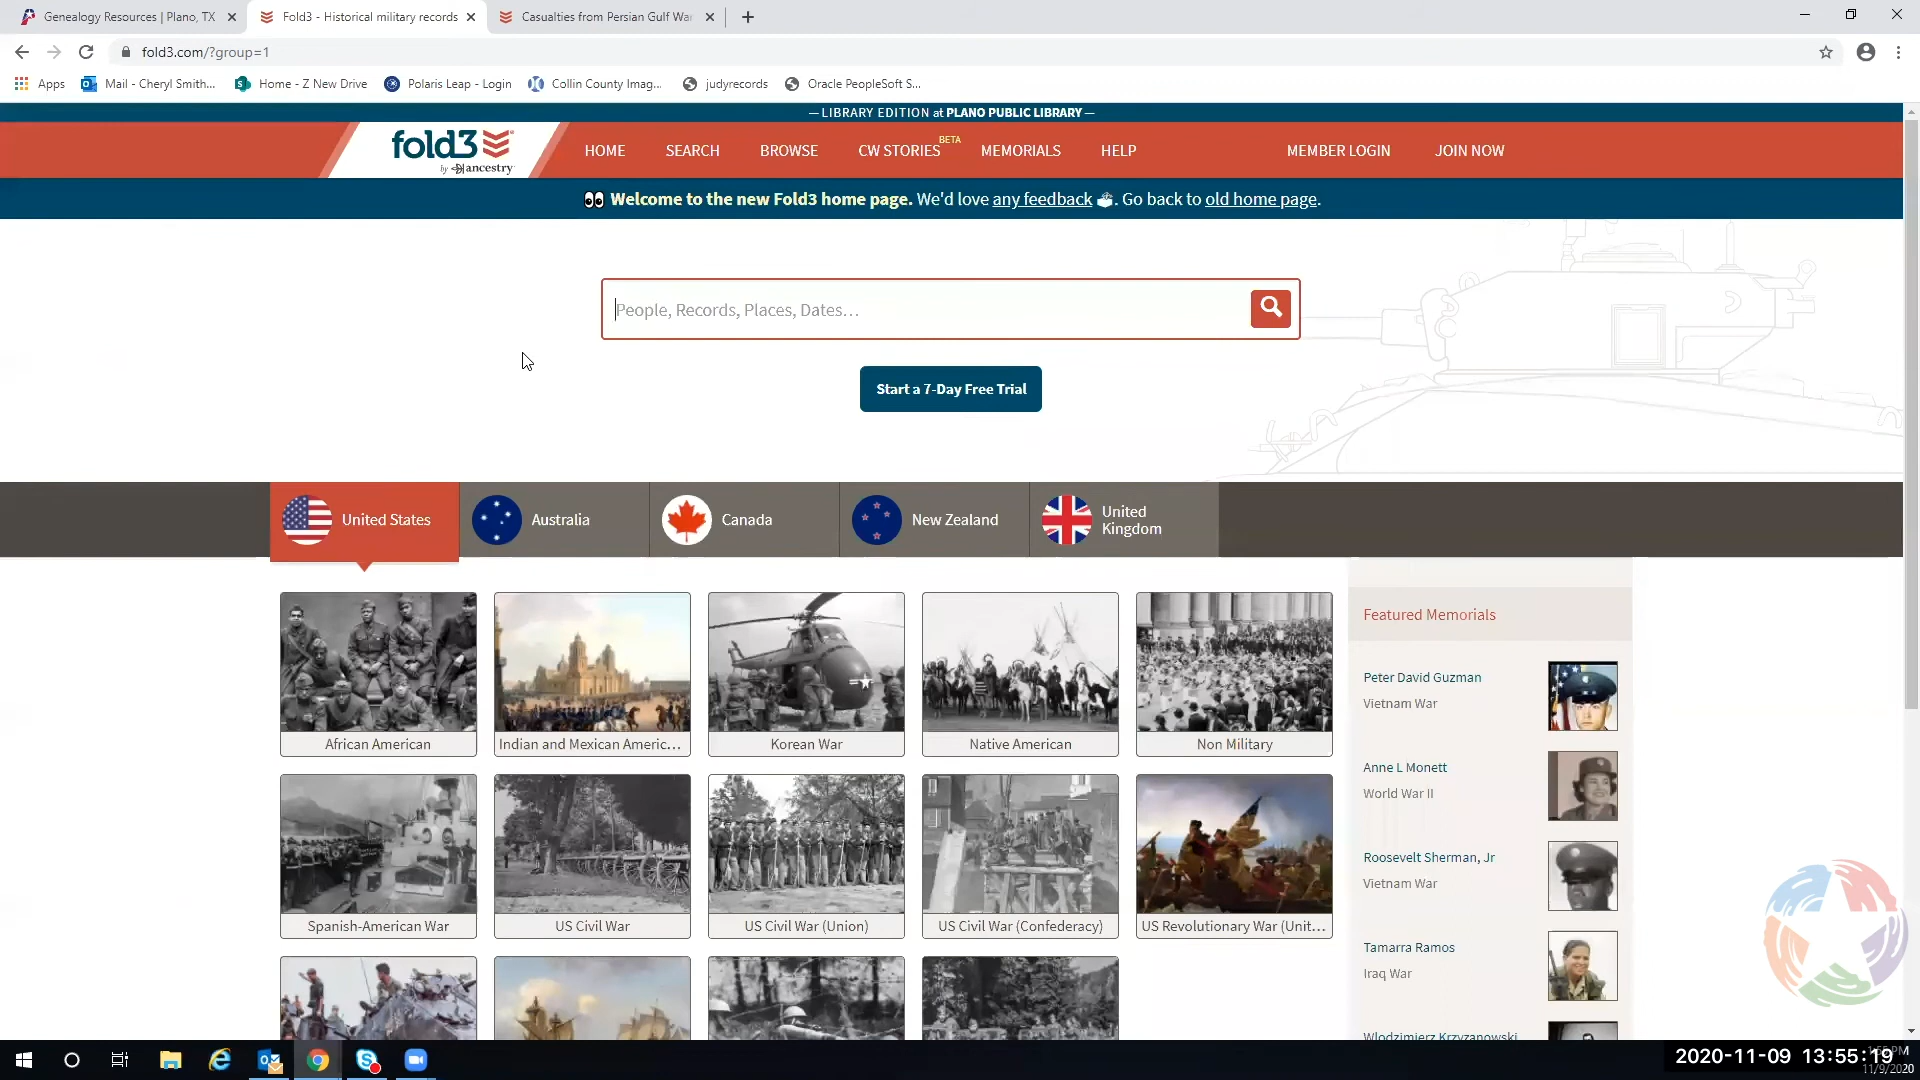 Genealogy Resources | Plano, TX
Fold3 - Historical military records
Casualties from Persian Gulf War
fold3.com/?group=1
Apps
Mail - Cheryl Smith...
Home - Z New Drive
Polaris Leap - Login
Collin County Imag...
judyrecords
Oracle PeopleSoft S...
— LIBRARY EDITION at PLANO PUBLIC LIBRARY —
fold3
by ancestry
HOME
SEARCH
BROWSE
CW STORIES BETA
MEMORIALS
HELP
MEMBER LOGIN
JOIN NOW
Welcome to the new Fold3 home page. We'd love any feedback. Go back to old home page.
People, Records, Places, Dates...
Start a 7-Day Free Trial
United States
Australia
Canada
New Zealand
United
Kingdom
African American
Indian and Mexican Americ...
Korean War
Native American
Non Military
Spanish-American War
US Civil War
US Civil War (Union)
US Civil War (Confederacy)
US Revolutionary War (Unit...
Featured Memorials
Peter David Guzman
Vietnam War
Anne L Monett
World War II
Roosevelt Sherman, Jr
Vietnam War
Tamarra Ramos
Iraq War
Wlodzimierz Krzyzanowski
2020-11-09 13:55:19
11/9/2020